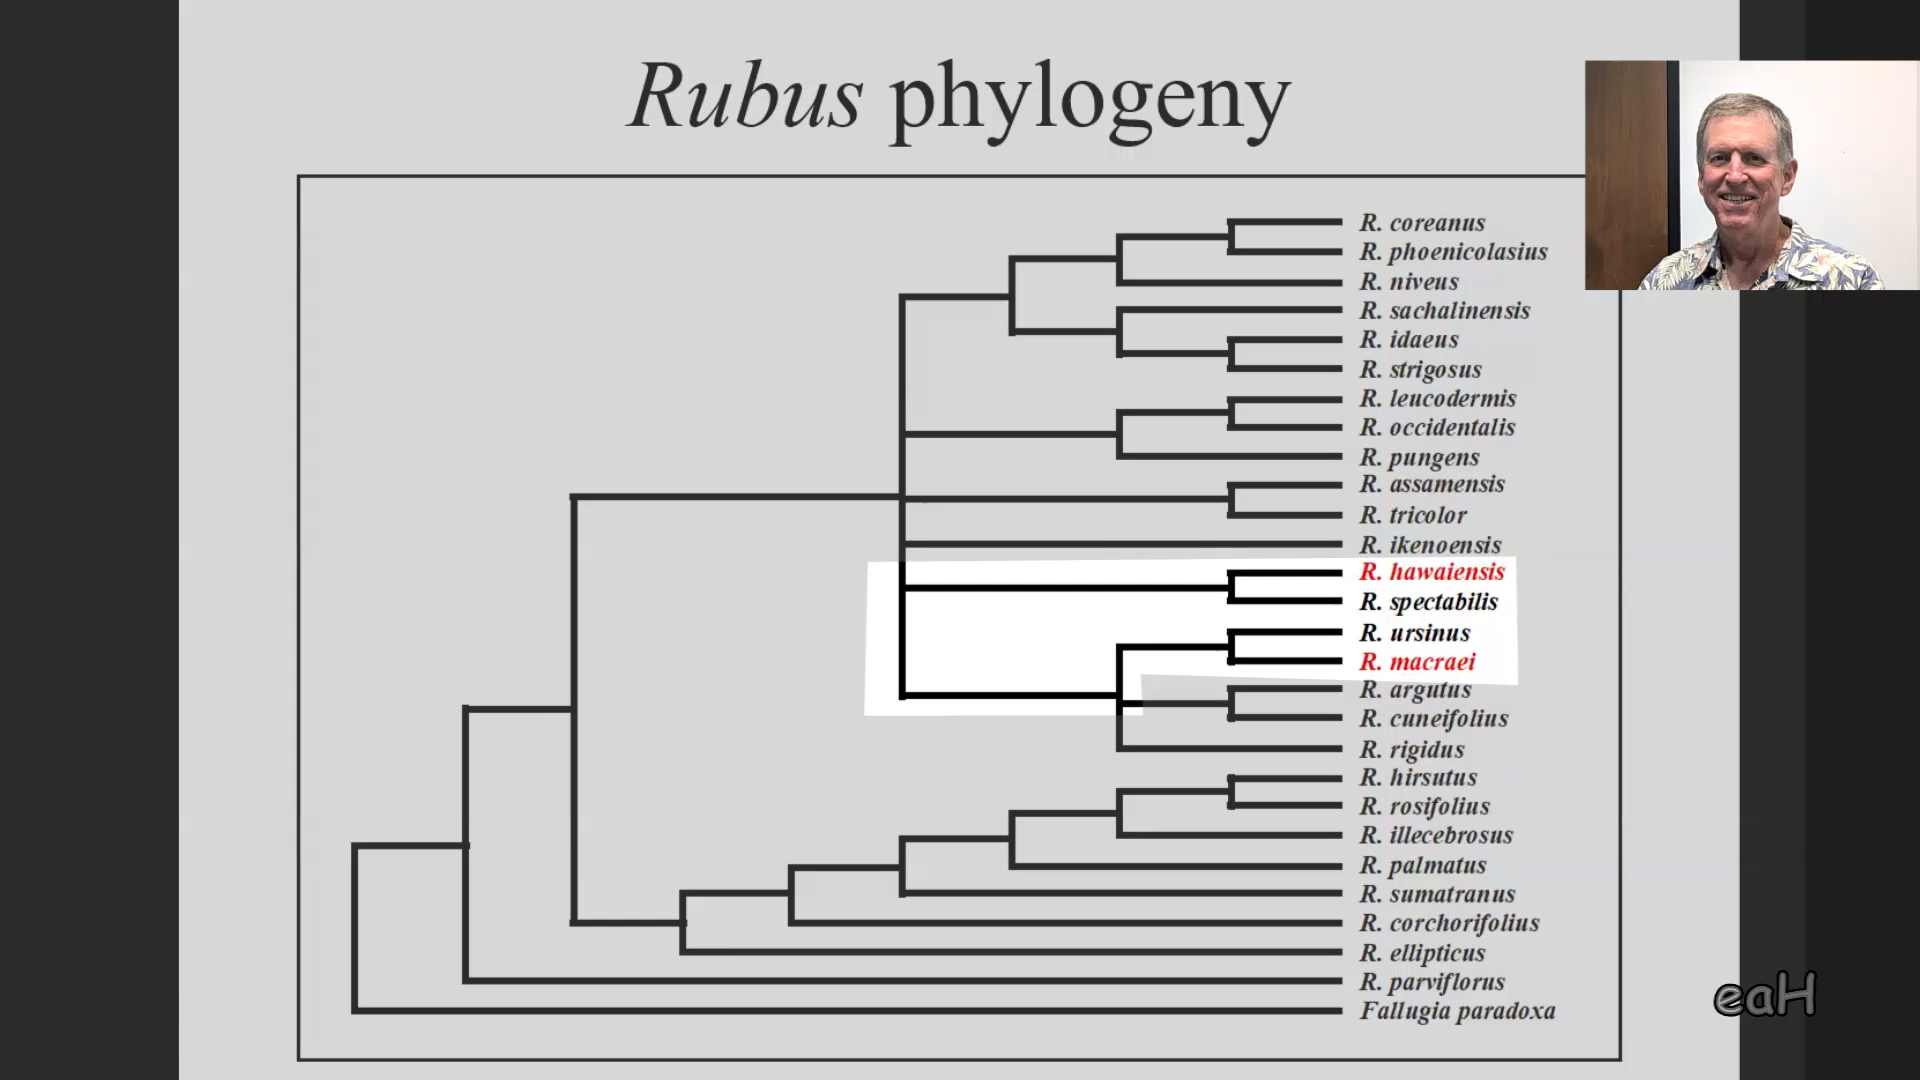 Rubus phylogeny
R. coreanus
R. phoenicolasius
R. niveus
R. sachalinensis
R. idaeus
R. strigosus
R. leucodermis
R. occidentalis
R. pungens
R. assamensis
R. tricolor
R. ikenoensis
R. hawaiensis
R. spectabilis
R. ursinus
R. macraei
R. argutus
R. cuneifolius
R. rigidus
R. hirsutus
R. rosifolius
R. illecebrosus
R. palmatus
R. sumatranus
R. corchorifolius
R. ellipticus
R. parviflorus
Fallugia paradoxa
eaH